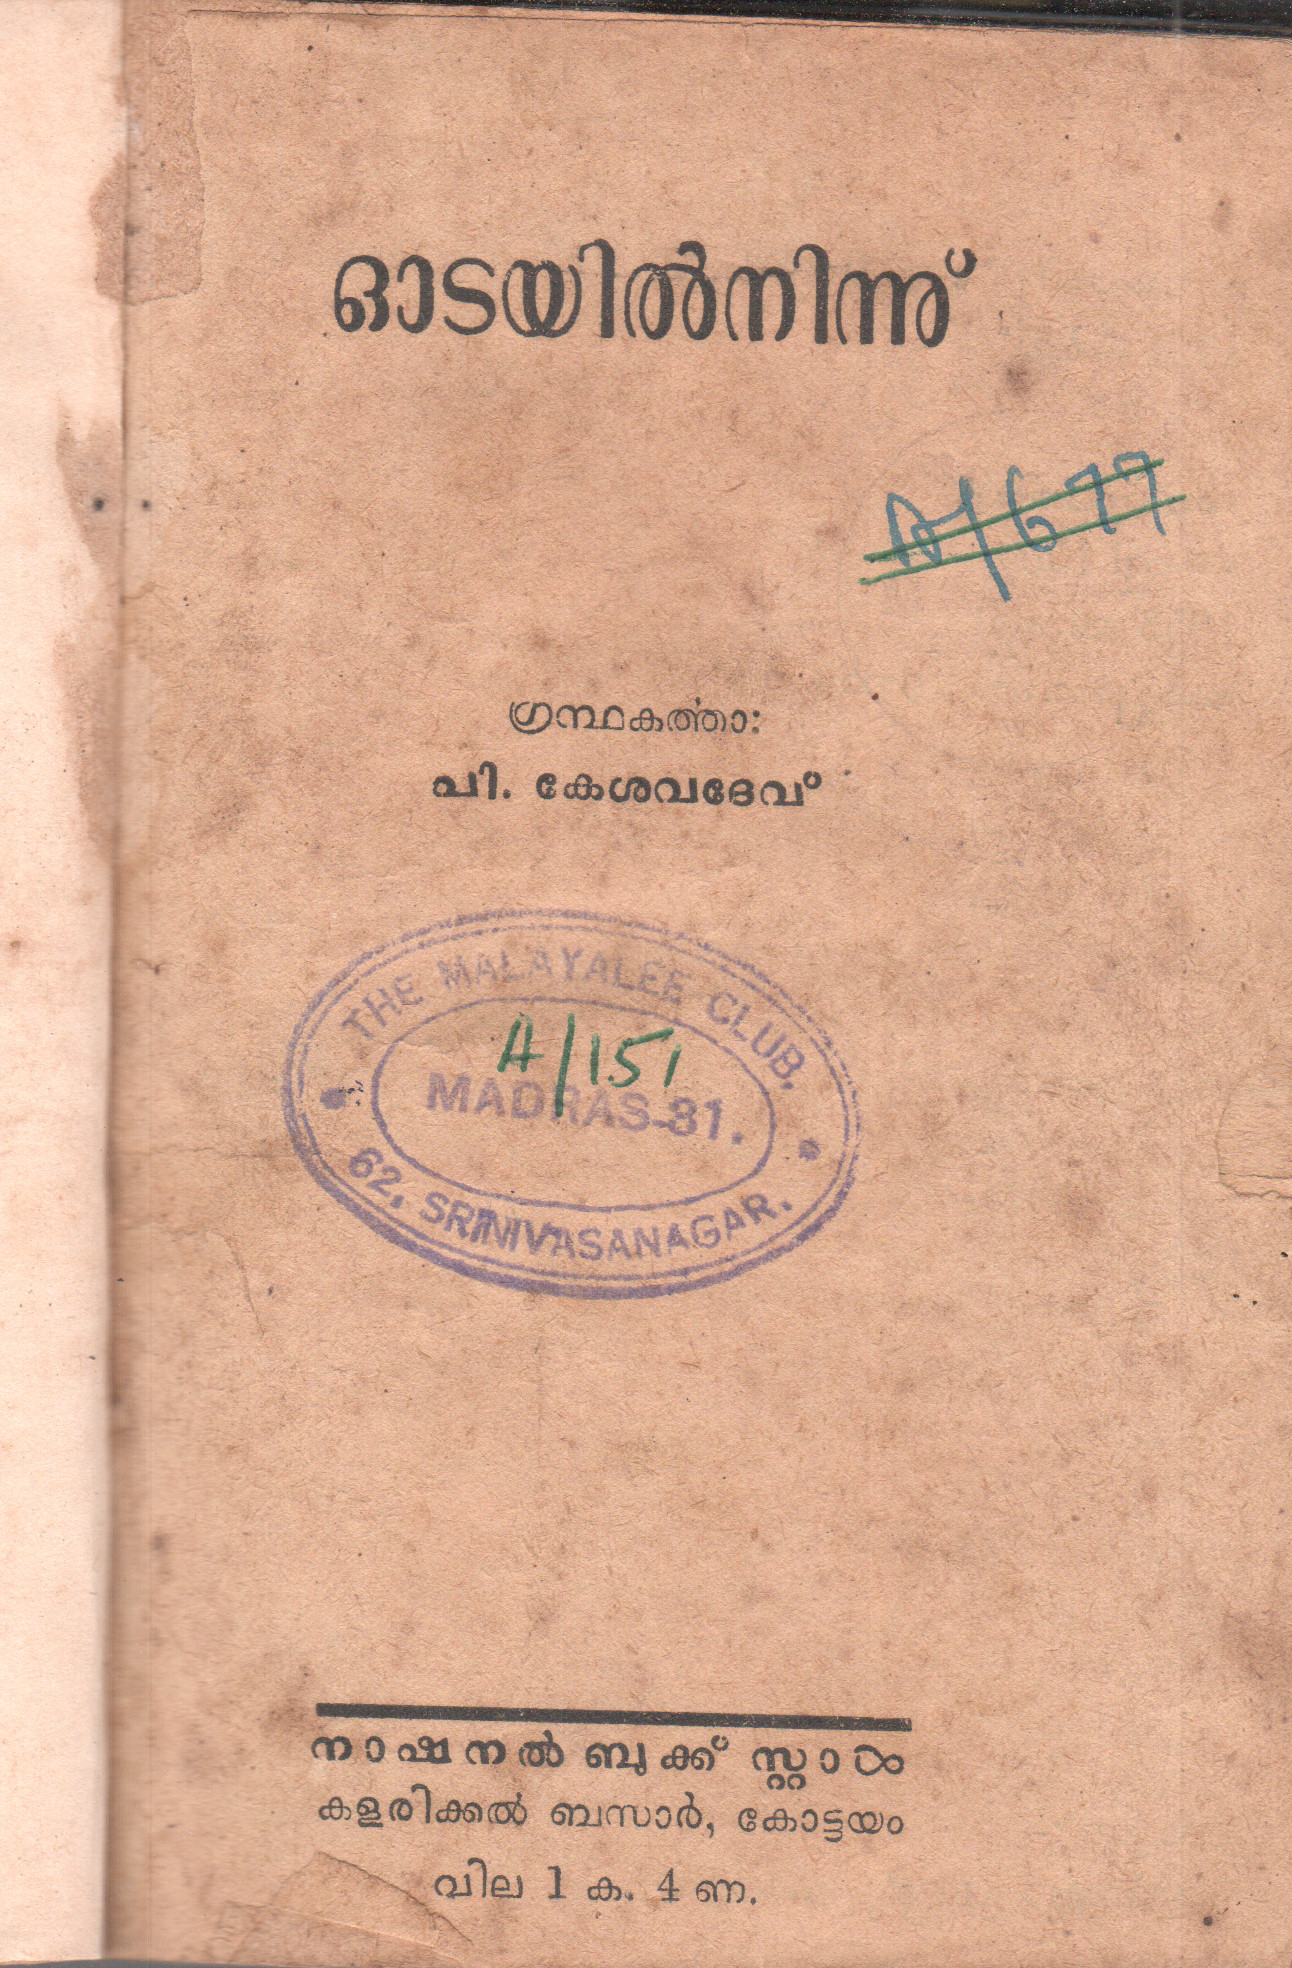 ഓടയിൽനിന്നു്
A/677
ഗ്രന്ഥകർത്താ:
പി. കേശവദേവ്
THE MALAYALEE CLUB.
A/151
MADRAS-31.
62, SRINIVASANAGAR.
നാഷനൽ ബുക്ക് സ്റ്റാൾ
കളരിക്കൽ ബസാർ, കോട്ടയം
വില 1 ക. 4 ണ.